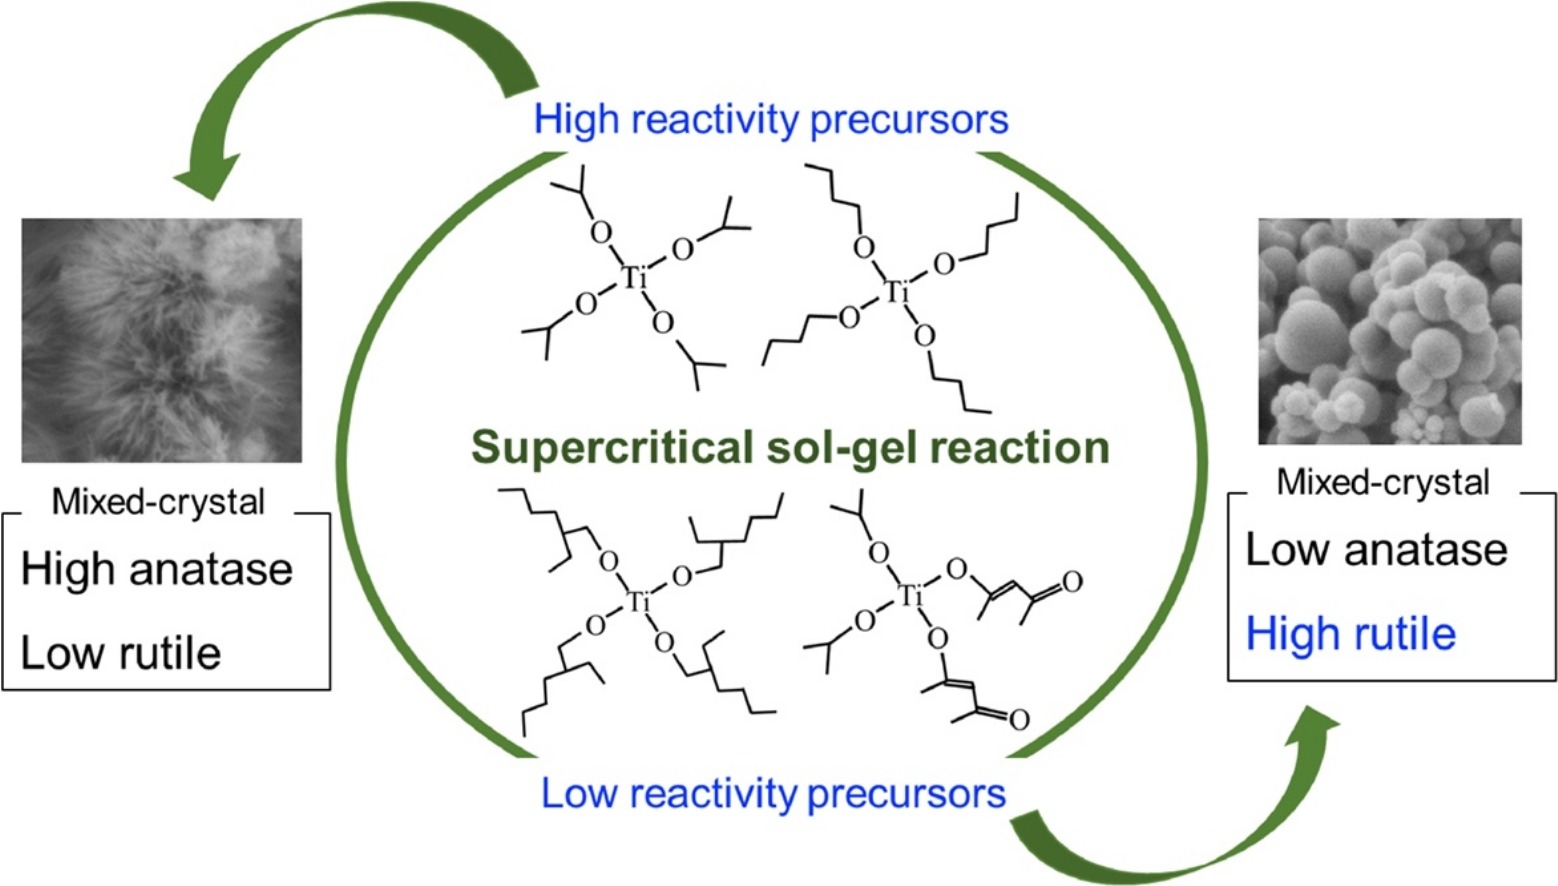 High reactivity precursors
O
O
Ti
O
O
O
O
Ti
O
O
Supercritical sol-gel reaction
O
O
Ti
O
O
O
O
O
Ti
O
O
O
Low reactivity precursors
Mixed-crystal
High anatase
Low rutile
Mixed-crystal
Low anatase
High rutile